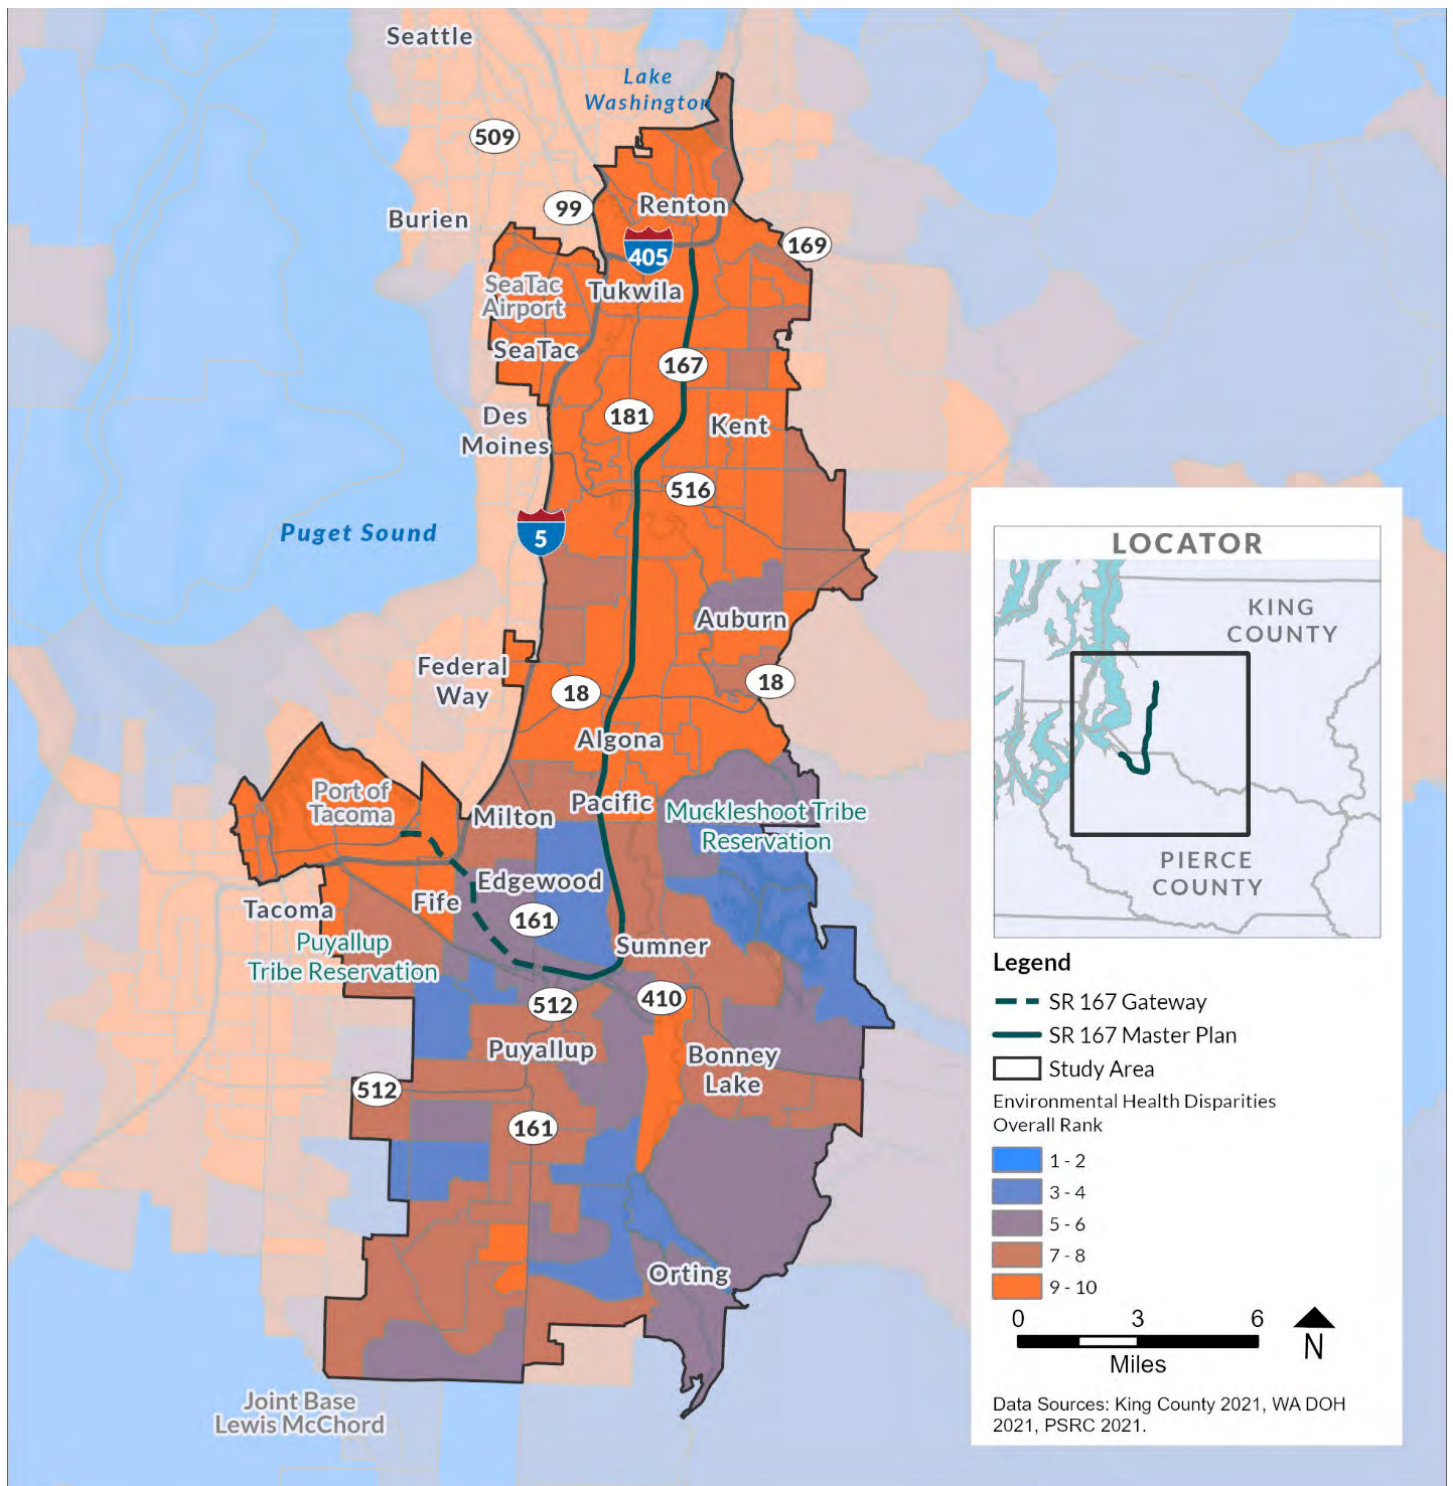 Seattle
Lake
Washington
509
99
Burien
Renton
169
405
SeaTac
Airport
Tukwila
SeaTac
167
181
Des
Moines
Kent
516
Puget Sound
5
Auburn
Federal
Way
18
18
Algona
Port of
Tacoma
Milton
Pacific
Muckleshoot Tribe
Reservation
Edgewood
Fife
161
Tacoma
Puyallup
Tribe Reservation
Sumner
512
410
Puyallup
Bonney
Lake
512
161
Orting
Joint Base
Lewis McChord
LOCATOR
KING
COUNTY
PIERCE
COUNTY
Legend
SR 167 Gateway
SR 167 Master Plan
Study Area
Environmental Health Disparities
Overall Rank
1 - 2
3 - 4
5 - 6
7 - 8
9 - 10
0 3 6
Miles
N
Data Sources: King County 2021, WA DOH
2021, PSRC 2021.